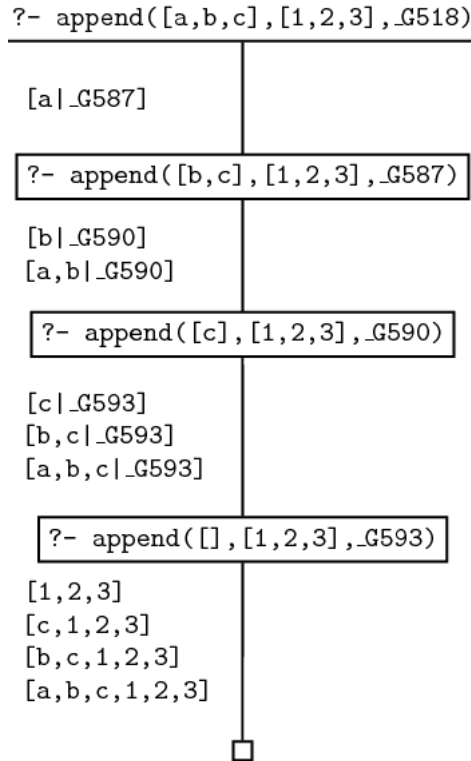 ?- append([a,b,c],[1,2,3],_G518)
[a|_G587]
?- append([b,c],[1,2,3],_G587)
[b|_G590]
[a,b|_G590]
?- append([c],[1,2,3],_G590)
[c|_G593]
[b,c|_G593]
[a,b,c|_G593]
?- append([],[1,2,3],_G593)
[1,2,3]
[c,1,2,3]
[b,c,1,2,3]
[a,b,c,1,2,3]